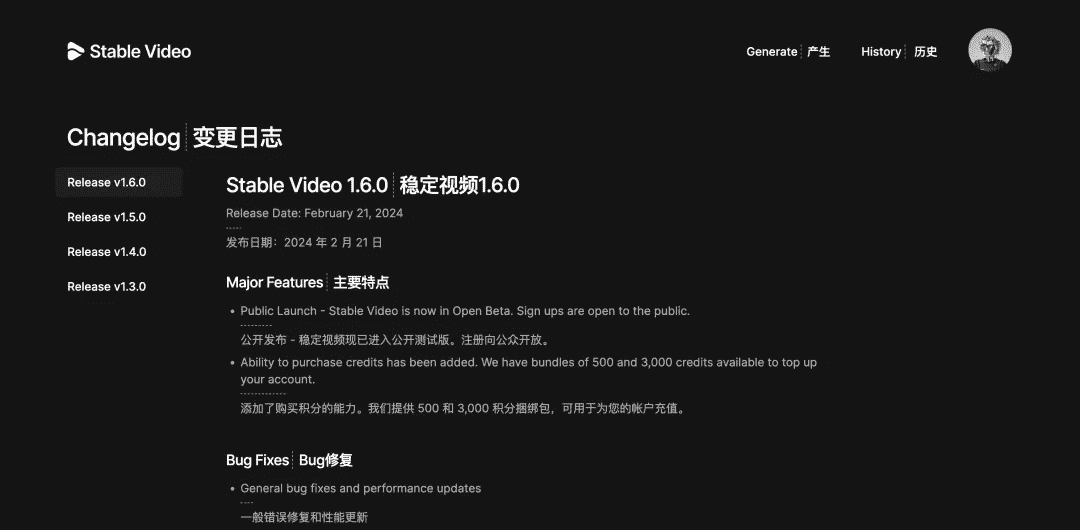 Stable Video
Generate 产生
History 历史
Changelog 变更日志
Release v1.6.0
Release v1.5.0
Release v1.4.0
Release v1.3.0
Stable Video 1.6.0 稳定视频1.6.0
Release Date: February 21, 2024
发布日期：2024 年 2 月 21 日
Major Features 主要特点
• Public Launch - Stable Video is now in Open Beta. Sign ups are open to the public.
公开发布 - 稳定视频现已进入公开测试版。注册向公众开放。
• Ability to purchase credits has been added. We have bundles of 500 and 3,000 credits available to top up
your account.
添加了购买积分的能力。我们提供 500 和 3,000 积分捆绑包，可用于为您的帐户充值。
Bug Fixes Bug修复
• General bug fixes and performance updates
一般错误修复和性能更新